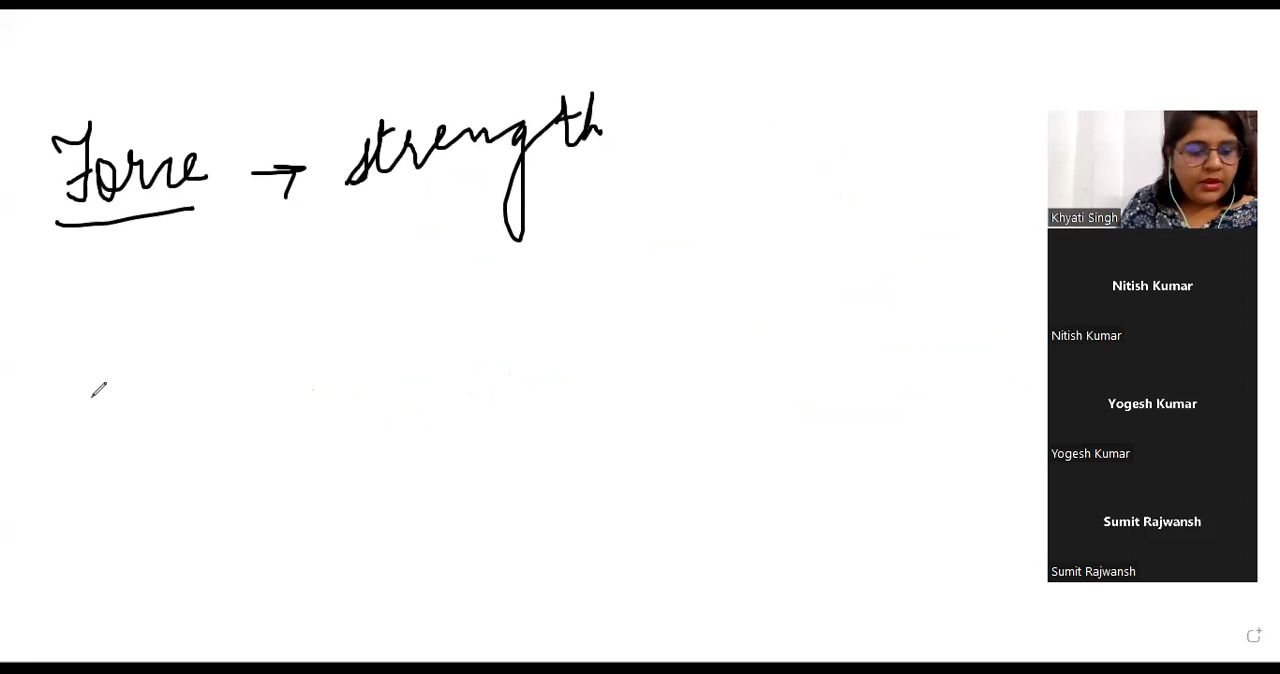 Force → strength
Khyati Singh
Nitish Kumar
Nitish Kumar
Yogesh Kumar
Yogesh Kumar
Sumit Rajwansh
Sumit Rajwansh